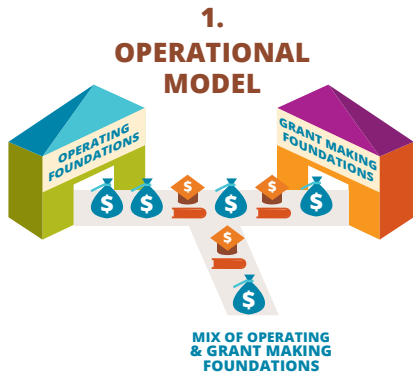 1.
OPERATIONAL
MODEL
OPERATING
FOUNDATIONS
GRANT MAKING
FOUNDATIONS
$
$
$
$
$
$
$
$
MIX OF OPERATING
& GRANT MAKING
FOUNDATIONS